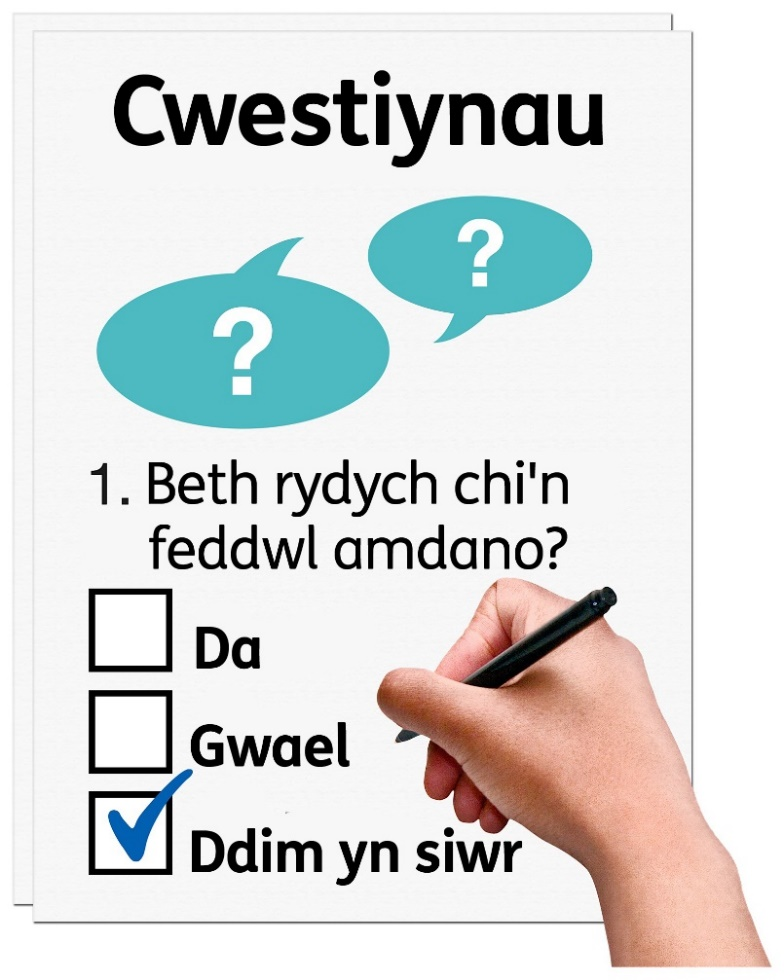 Cwestiynau
?
?
1. Beth rydych chi'n
feddwl amdano?
Da
Gwael
Ddim yn siwr